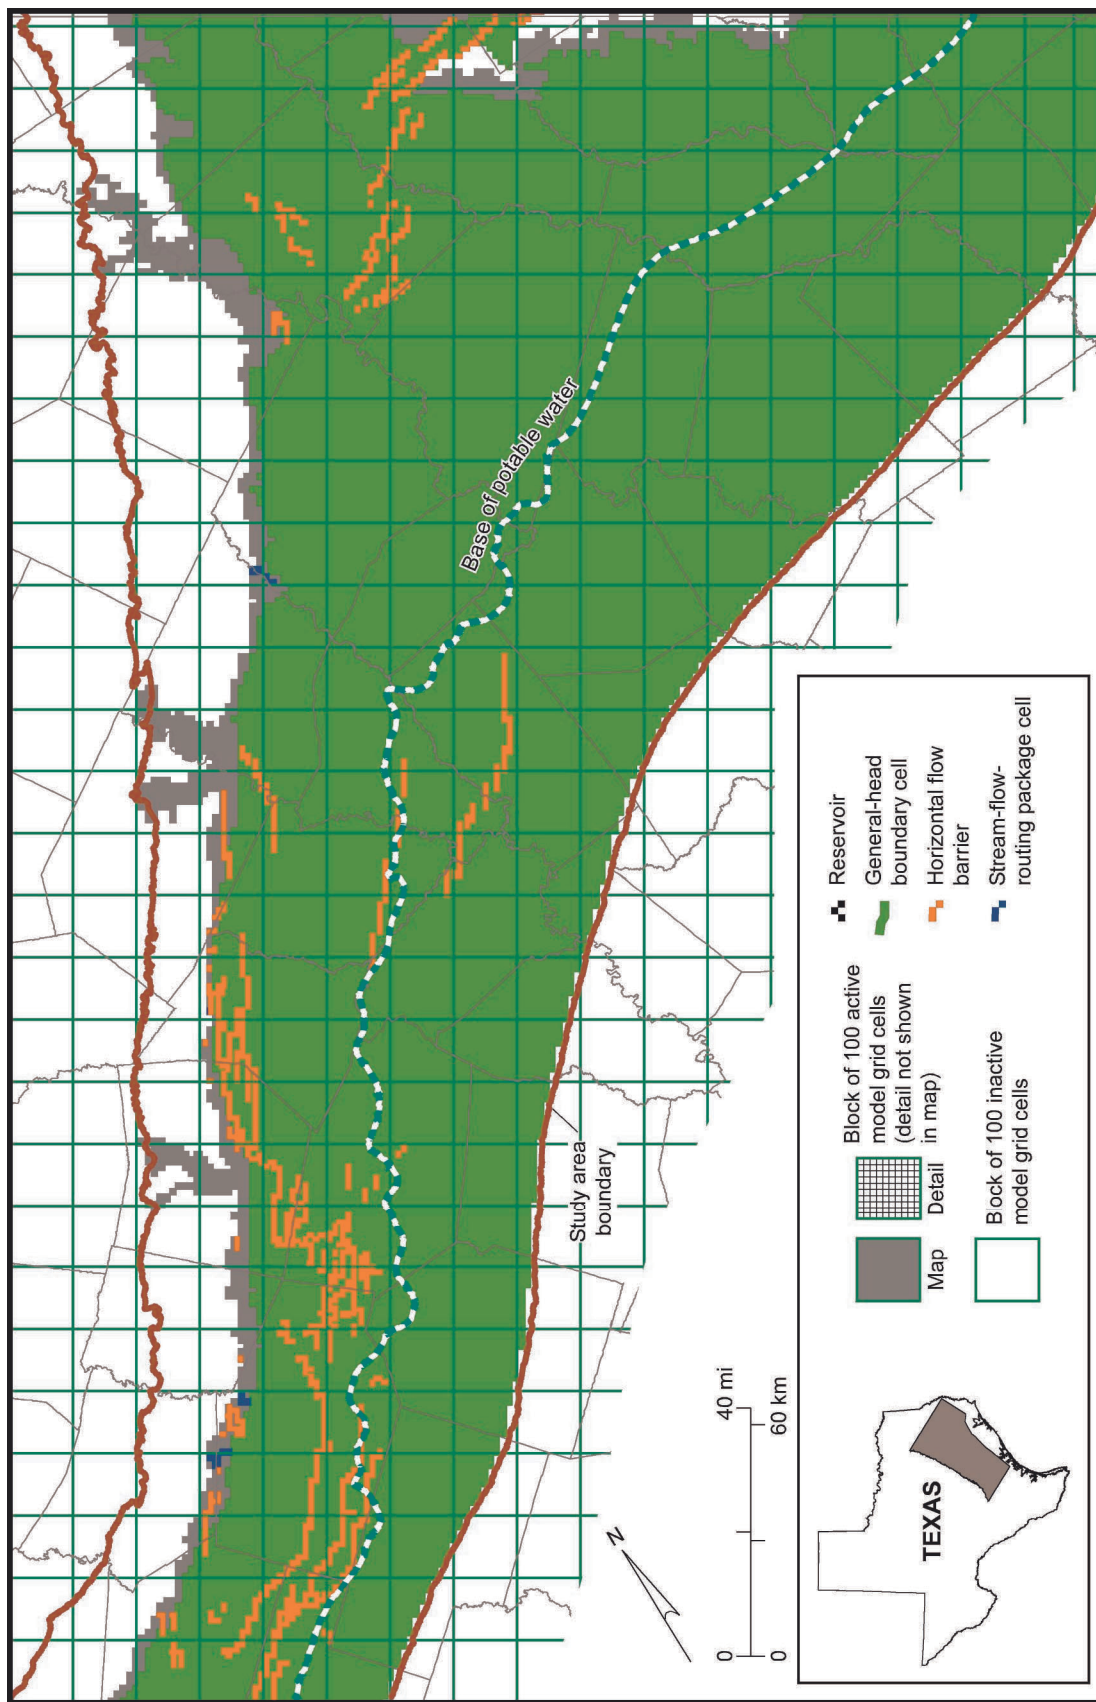 Base of potable water
Study area
boundary
N
0
40 mi
0
60 km
TEXAS
Map
Detail
Block of 100 active
model grid cells
(detail not shown
in map)
Block of 100 inactive
model grid cells
Reservoir
General-head
boundary cell
Horizontal flow
barrier
Stream-flow-
routing package cell